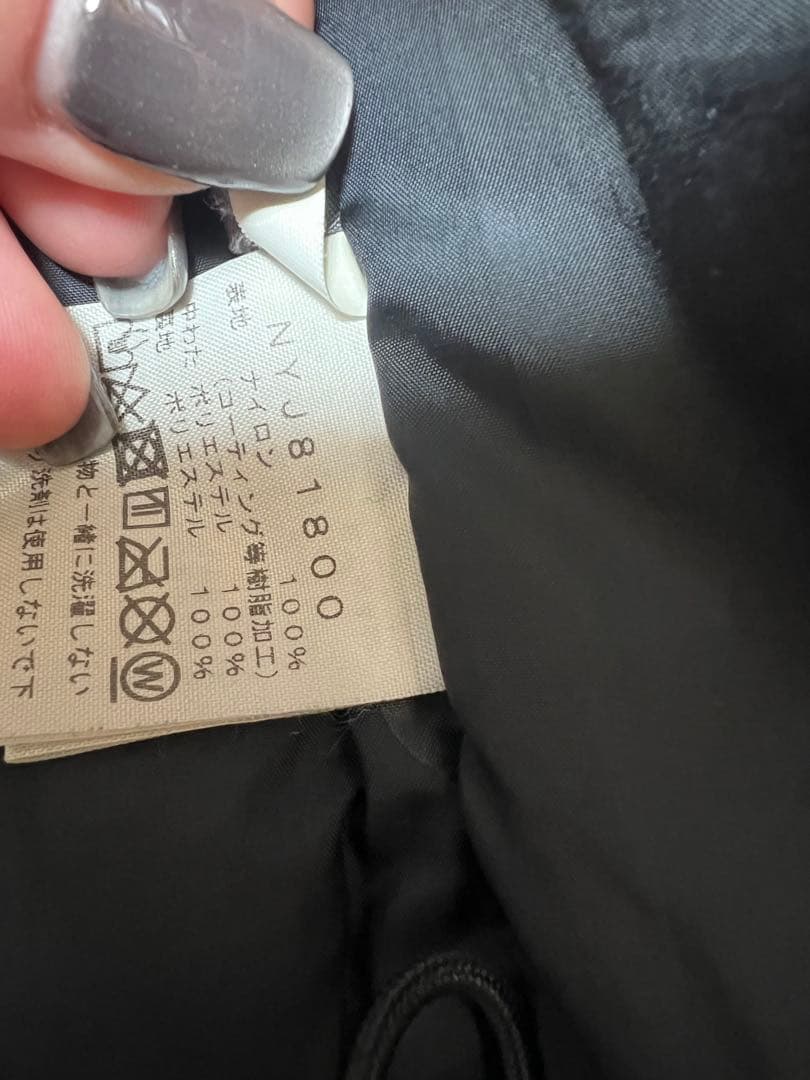 NYJ81800
表地 ナイロン 100%
(コーティング等樹脂加工)
中わた ポリエステル 100%
裏地 ポリエステル 100%
W
物と一緒に洗濯しない
洗剤は使用しないで下